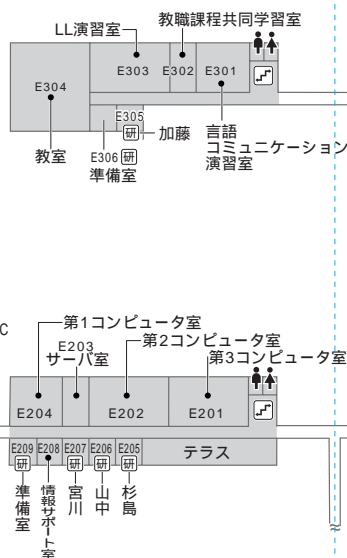 LL演習室
教職課程共同学習室
E304
E303
E302
E301
教室
E305
研
加藤
E306 研
準備室
言語
コミュニケーション
演習室
C
第1コンピュータ室
E203
サーバ室
第2コンピュータ室
第3コンピュータ室
E204
E202
E201
E209
E208
E207
E206
E205
テラス
研
研
研
研
準備室
情報サポート室
宮川
山中
杉島